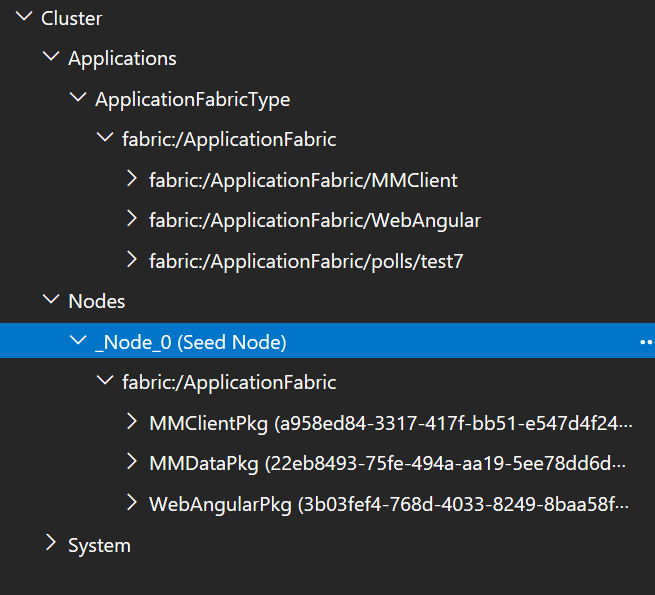 Cluster
Applications
ApplicationFabricType
fabric:/ApplicationFabric
fabric:/ApplicationFabric/MMClient
fabric:/ApplicationFabric/WebAngular
fabric:/ApplicationFabric/polls/test7
Nodes
_Node_0 (Seed Node)
fabric:/ApplicationFabric
MMClientPkg (a958ed84-3317-417f-bb51-e547d4f24...
MMDataPkg (22eb8493-75fe-494a-aa19-5ee78dd6d...
WebAngularPkg (3b03fef4-768d-4033-8249-8baa58f...
System